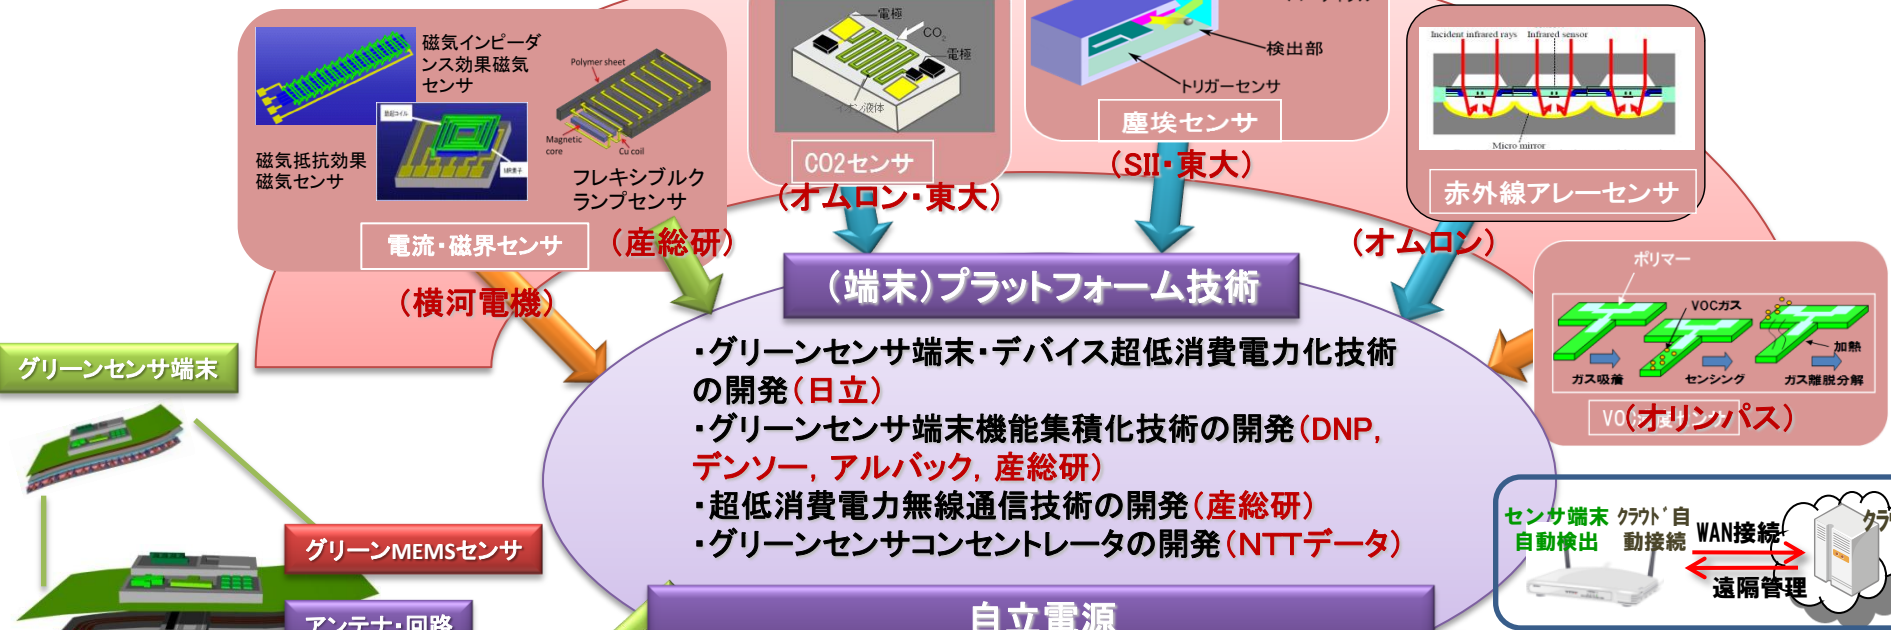 磁気インピーダ
ンス効果磁気
センサ
磁気抵抗効果
磁気センサ
Polymer sheet
Magnetic
core
Cu coil
フレキシブルク
ランプセンサ
電流・磁界センサ
（産総研）
（横河電機）
電極
CO₂
電極
イオン液体
CO2センサ
（オムロン・東大）
検出部
トリガーセンサ
塵埃センサ
（SII・東大）
Incident infrared rays
Infrared sensor
Micro mirror
赤外線アレーセンサ
（オムロン）
ポリマー
VOCガス
加熱
ガス吸着
センシング
ガス離脱分解
（オリンパス）
（端末）プラットフォーム技術
・グリーンセンサ端末・デバイス超低消費電力化技術
の開発（日立）
・グリーンセンサ端末機能集積化技術の開発（DNP,
デンソー, アルバック, 産総研）
・超低消費電力無線通信技術の開発（産総研）
・グリーンセンサコンセントレータの開発（NTTデータ）
自立電源
グリーンセンサ端末
グリーンMEMSセンサ
アンテナ・回路
センサ端末
自動検出
ｸﾗｳﾄﾞ自
動接続
WAN接続
遠隔管理